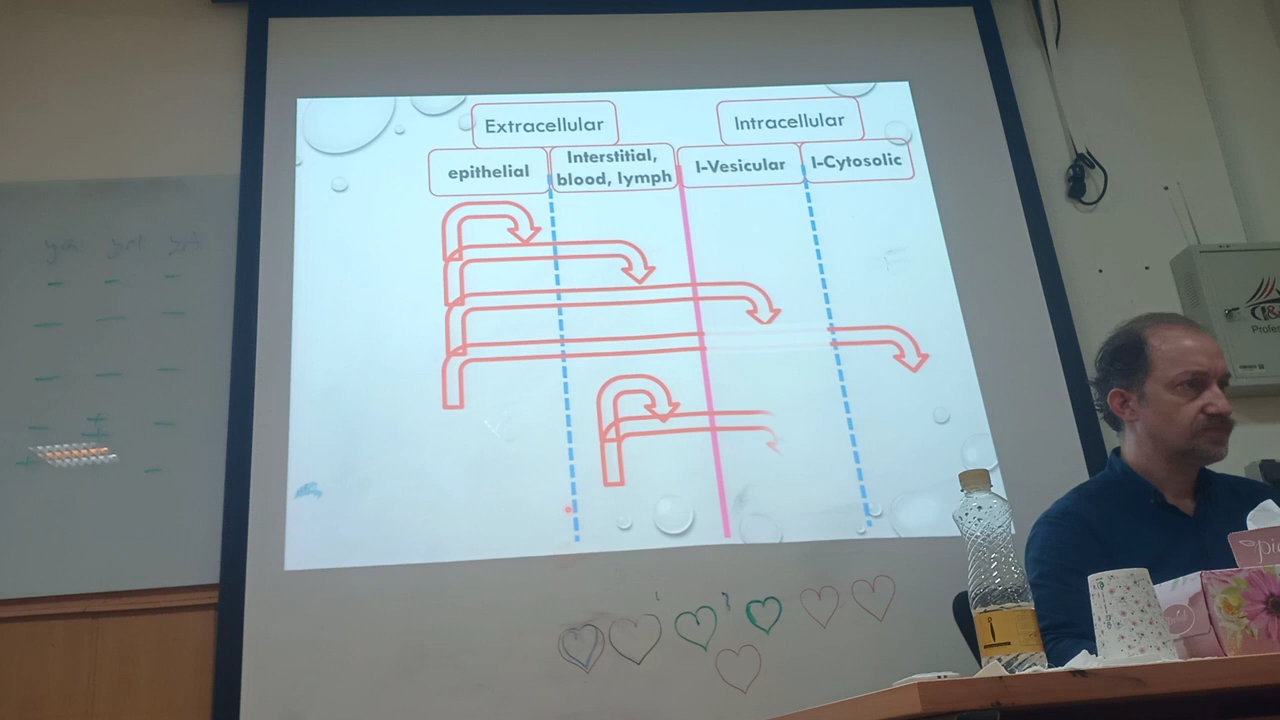 Extracellular
Intracellular
epithelial
Interstitial,
blood, lymph
I-Vesicular
I-Cytosolic